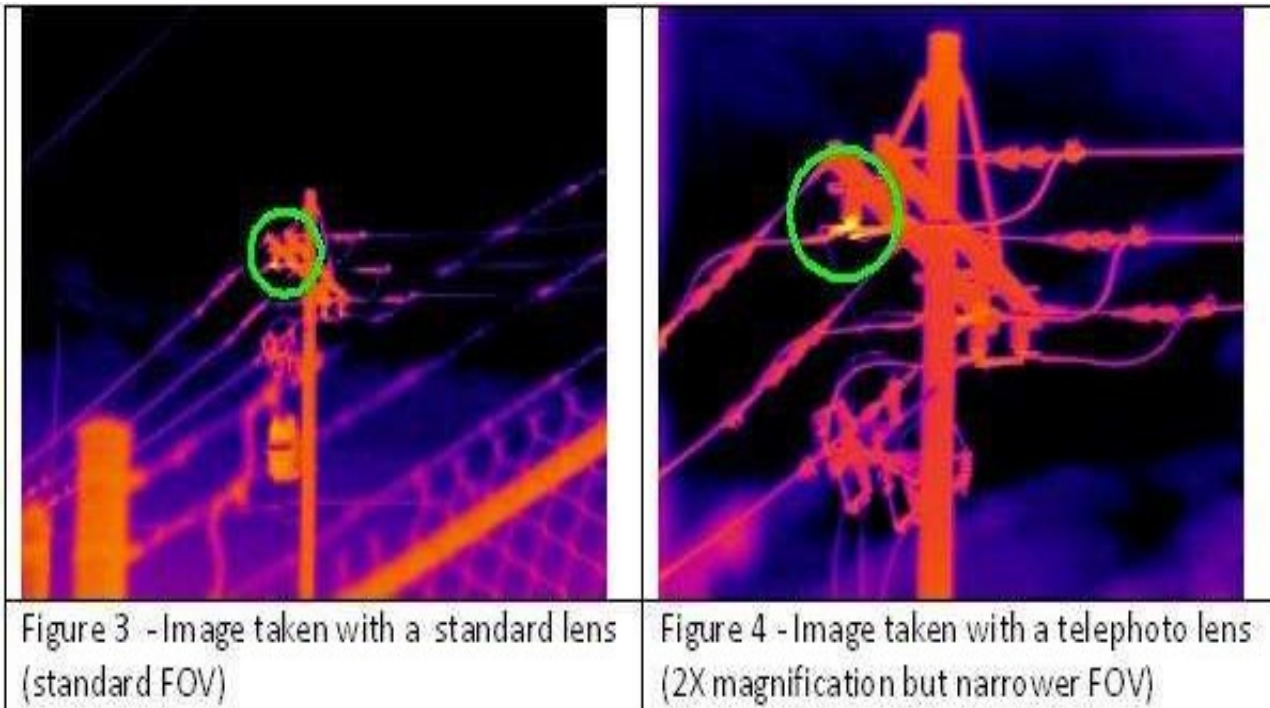 Figure 3 - Image taken with a standard lens
(standard FOV)
Figure 4 - Image taken with a telephoto lens
(2X magnification but narrower FOV)